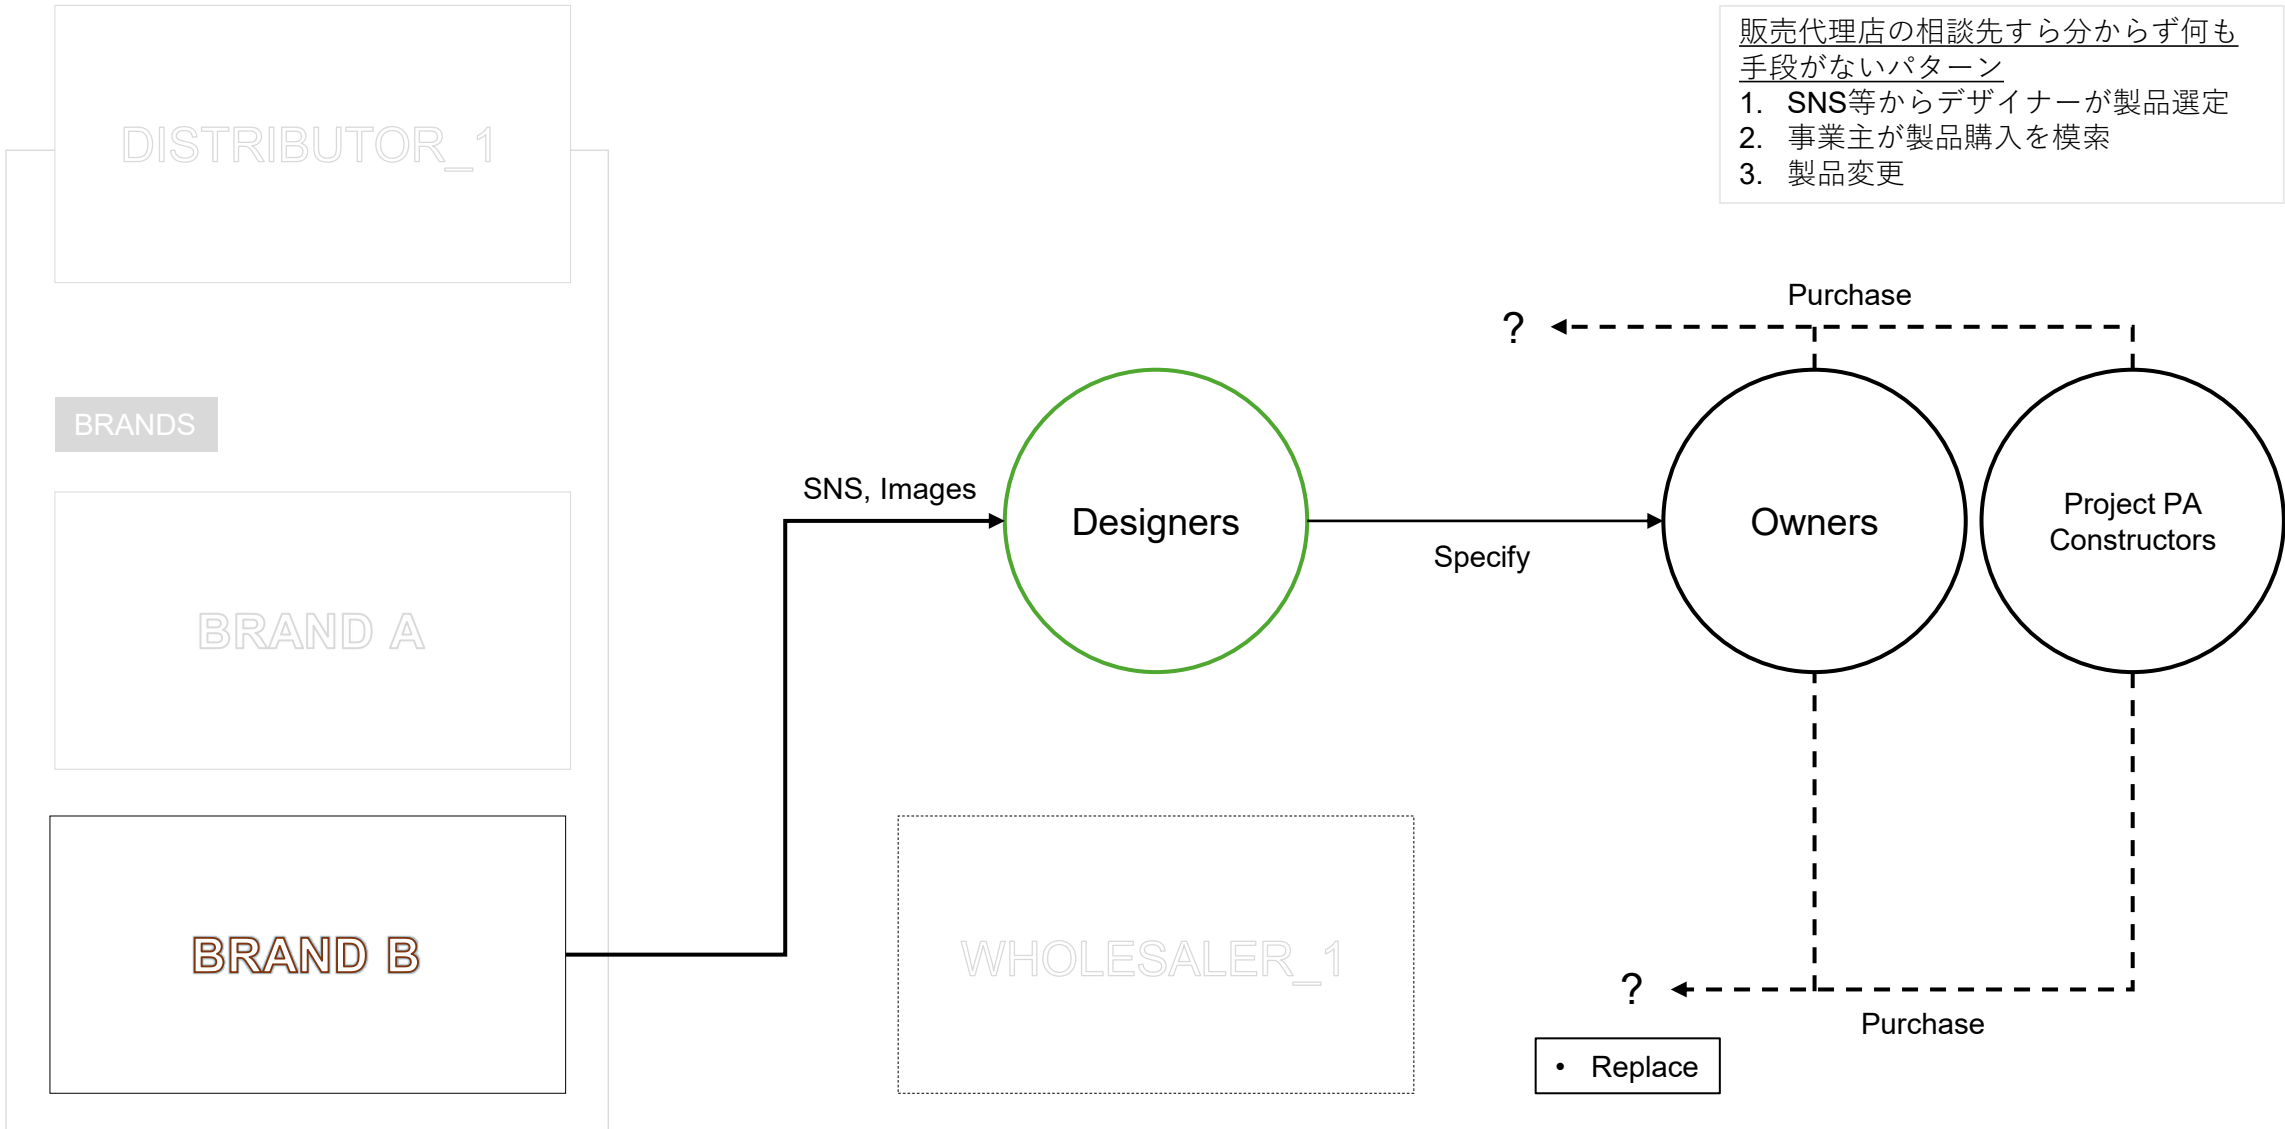 販売代理店の相談先すら分からず何も
手段がないパターン
1. SNS等からデザイナーが製品選定
2. 事業主が製品購入を模索
3. 製品変更
DISTRIBUTOR_1
BRANDS
BRAND A
BRAND B
SNS, Images
Designers
Specify
WHOLESALER_1
Purchase
?
Owners
Project PA
Constructors
?
Purchase
• Replace